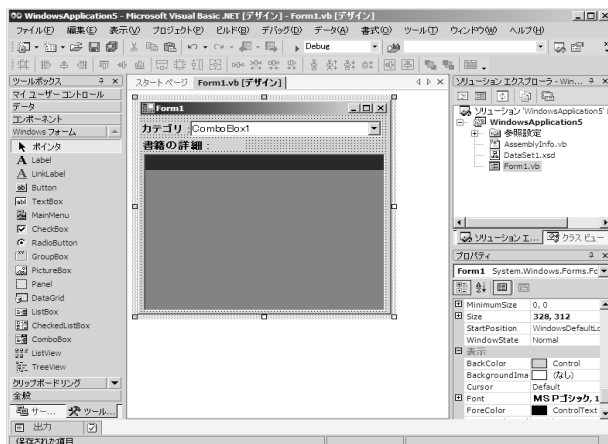 WindowsApplication5 - Microsoft Visual Basic .NET [デザイン] - Form1.vb [デザイン]
ファイル(F) 編集(E) 表示(V) プロジェクト(P) ビルド(B) デバッグ(D) データ(A) 書式(O) ツール(T) ウィンドウ(W) ヘルプ(H)
Debug
ツールボックス
マイ ユーザー コントロール
データ
コンポーネント
Windows フォーム
ポインタ
Label
LinkLabel
Button
TextBox
MainMenu
CheckBox
RadioButton
GroupBox
PictureBox
Panel
DataGrid
ListBox
CheckedListBox
ComboBox
ListView
TreeView
クリップボード リング
全般
サー... ツール...
出力
保存された項目
スタート ページ Form1.vb [デザイン]
Form1
カテゴリ: ComboBox1
書籍の詳細:
ソリューション エクスプローラ - Win...
ソリューション 'WindowsApplication5'
WindowsApplication5
参照設定
AssemblyInfo.vb
DataSet1.xsd
Form1.vb
ソリューション エ... クラス ビュー
プロパティ
Form1 System.Windows.Forms.Fc
MinimumSize 0, 0
Size 328, 312
StartPosition WindowsDefaultLc
WindowState Normal
表示
BackColor Control
BackgroundIma (なし)
Cursor Default
Font MS Pゴシック, 1
ForeColor ControlText